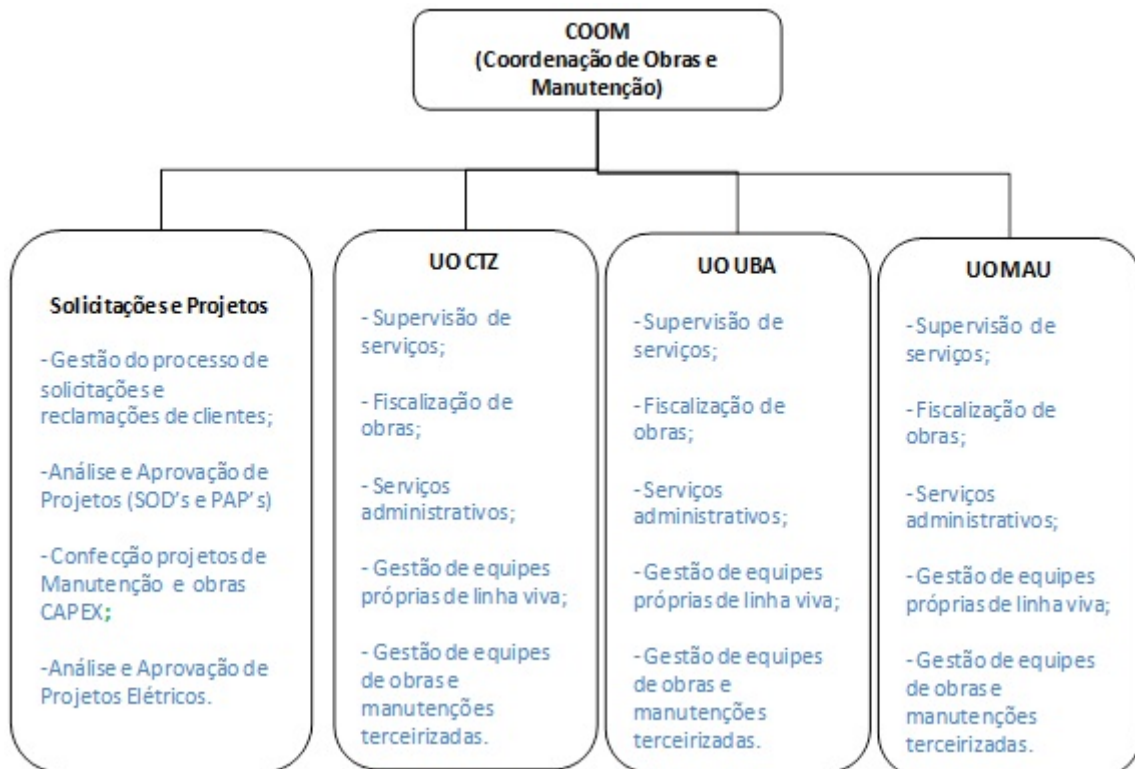 COOM
(Coordenação de Obras e
Manutenção)
Solicitações e Projetos
- Gestão do processo de
solicitações e
reclamações de clientes;
-Análise e Aprovação de
Projetos (SOD's e PAP's)
- Confecção projetos de
Manutenção e obras
CAPEX;
-Análise e Aprovação de
Projetos Elétricos.
UO CTZ
- Supervisão de
serviços;
- Fiscalização de
obras;
- Serviços
administrativos;
- Gestão de equipes
próprias de linha viva;
- Gestão de equipes
de obras e
manutenções
terceirizadas.
UO UBA
- Supervisão de
serviços;
- Fiscalização de
obras;
- Serviços
administrativos;
- Gestão de equipes
próprias de linha viva;
- Gestão de equipes
de obras e
manutenções
terceirizadas.
UO MAU
- Supervisão de
serviços;
- Fiscalização de
obras;
- Serviços
administrativos;
- Gestão de equipes
próprias de linha viva;
- Gestão de equipes
de obras e
manutenções
terceirizadas.